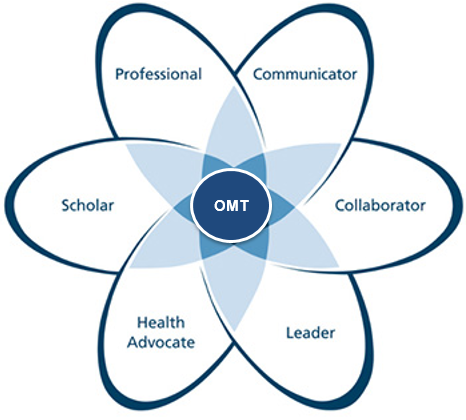 Professional
Communicator
Scholar
OMT
Collaborator
Health
Advocate
Leader